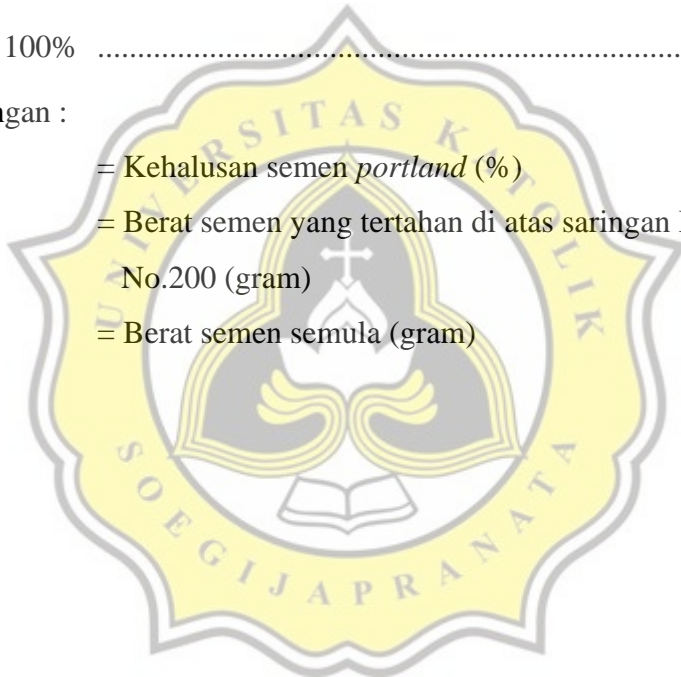 100% ........................................................................
ngan :
= Kehalusan semen portland (%)
= Berat semen yang tertahan di atas saringan
No.200 (gram)
= Berat semen semula (gram)
UNIVERSITAS KATOLIK
SOEGIJAPRANATA